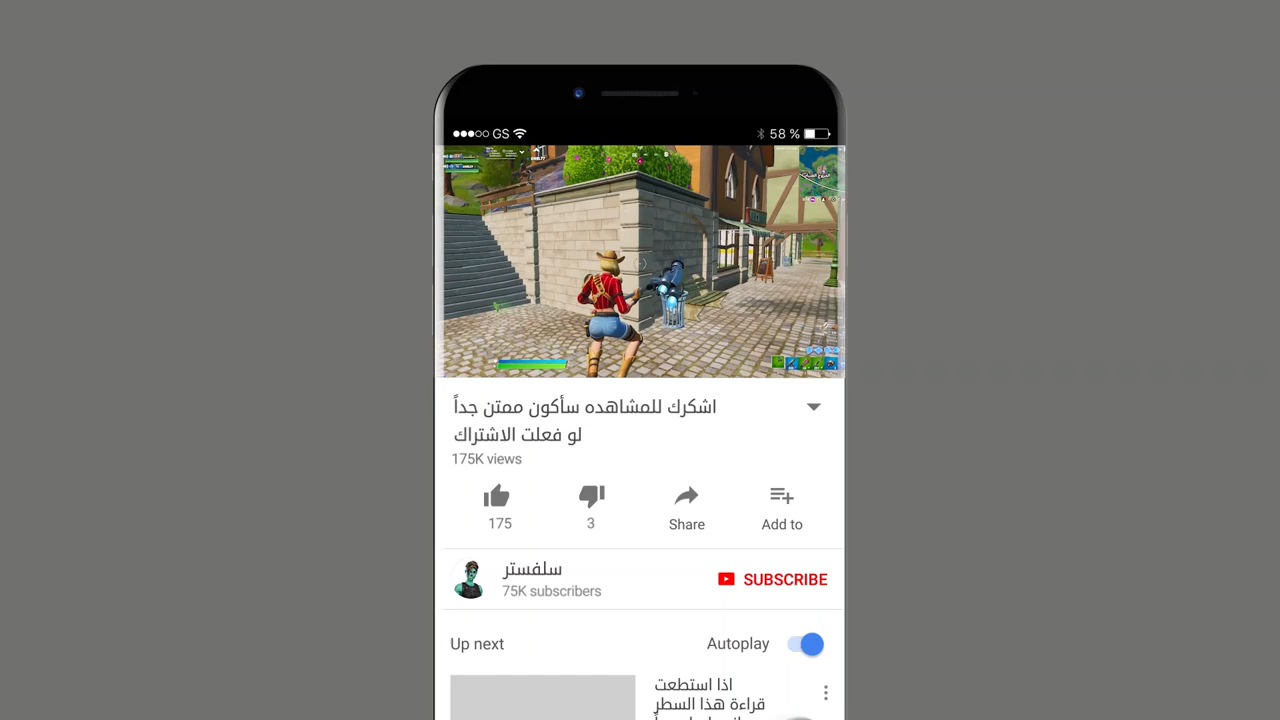 GS
58 %
اشكرك للمشاهده سأكون ممتن جداً
لو فعلت الاشتراك
175K views
175
3
Share
Add to
سلفستر
75K subscribers
SUBSCRIBE
Up next
Autoplay
اذا استطعت
قراءة هذا السطر